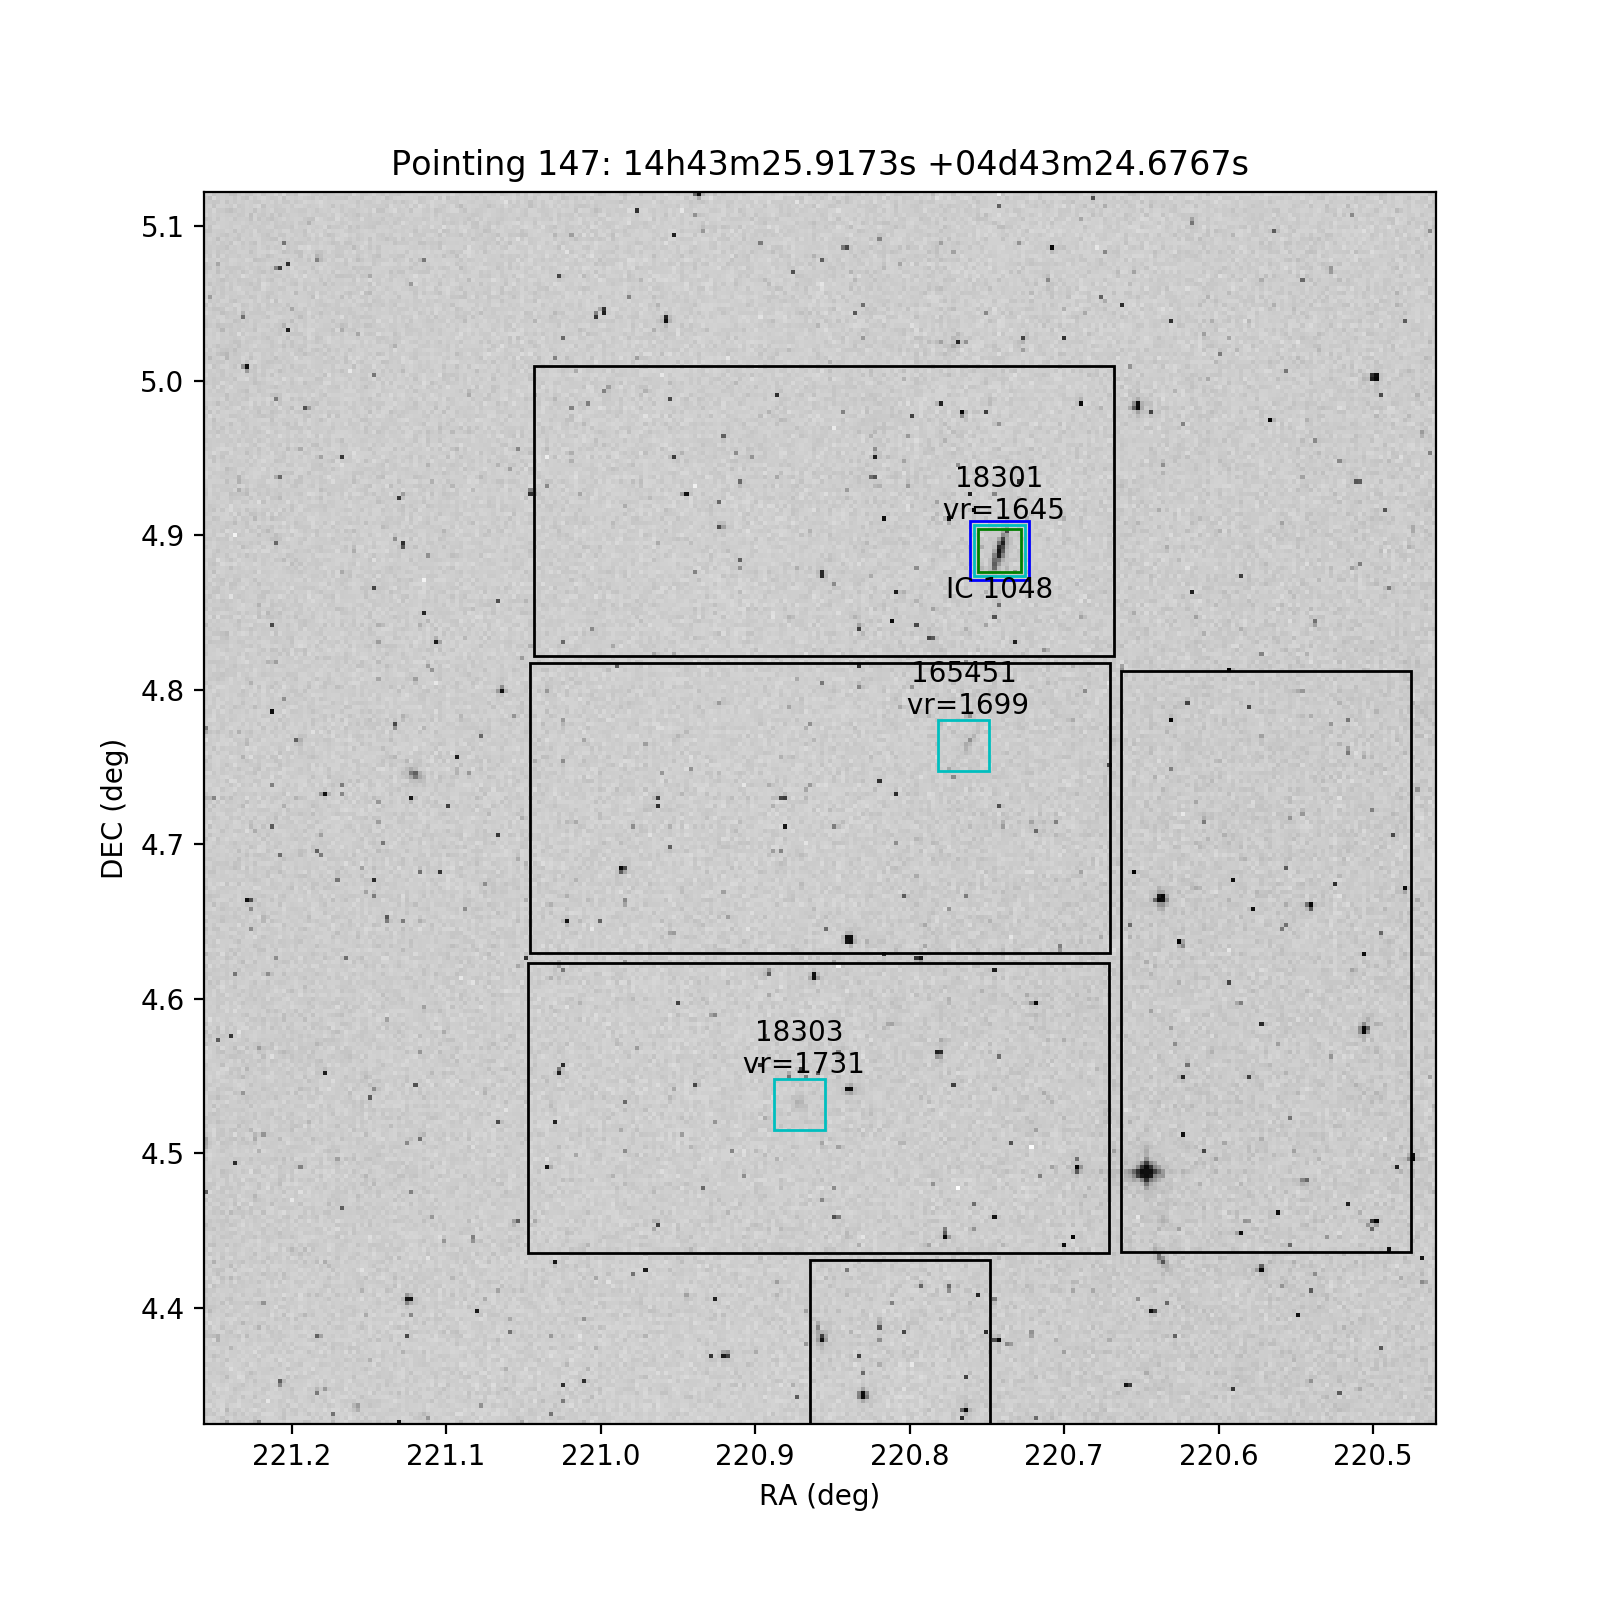 Pointing 147: 14h43m25.9173s +04d43m24.6767s
5.1
5.0
4.9
4.8
4.7
4.6
4.5
4.4
DEC (deg)
18301
vr=1645
IC 1048
165451
vr=1699
18303
vr=1731
221.2 221.1 221.0 220.9 220.8 220.7 220.6 220.5
RA (deg)